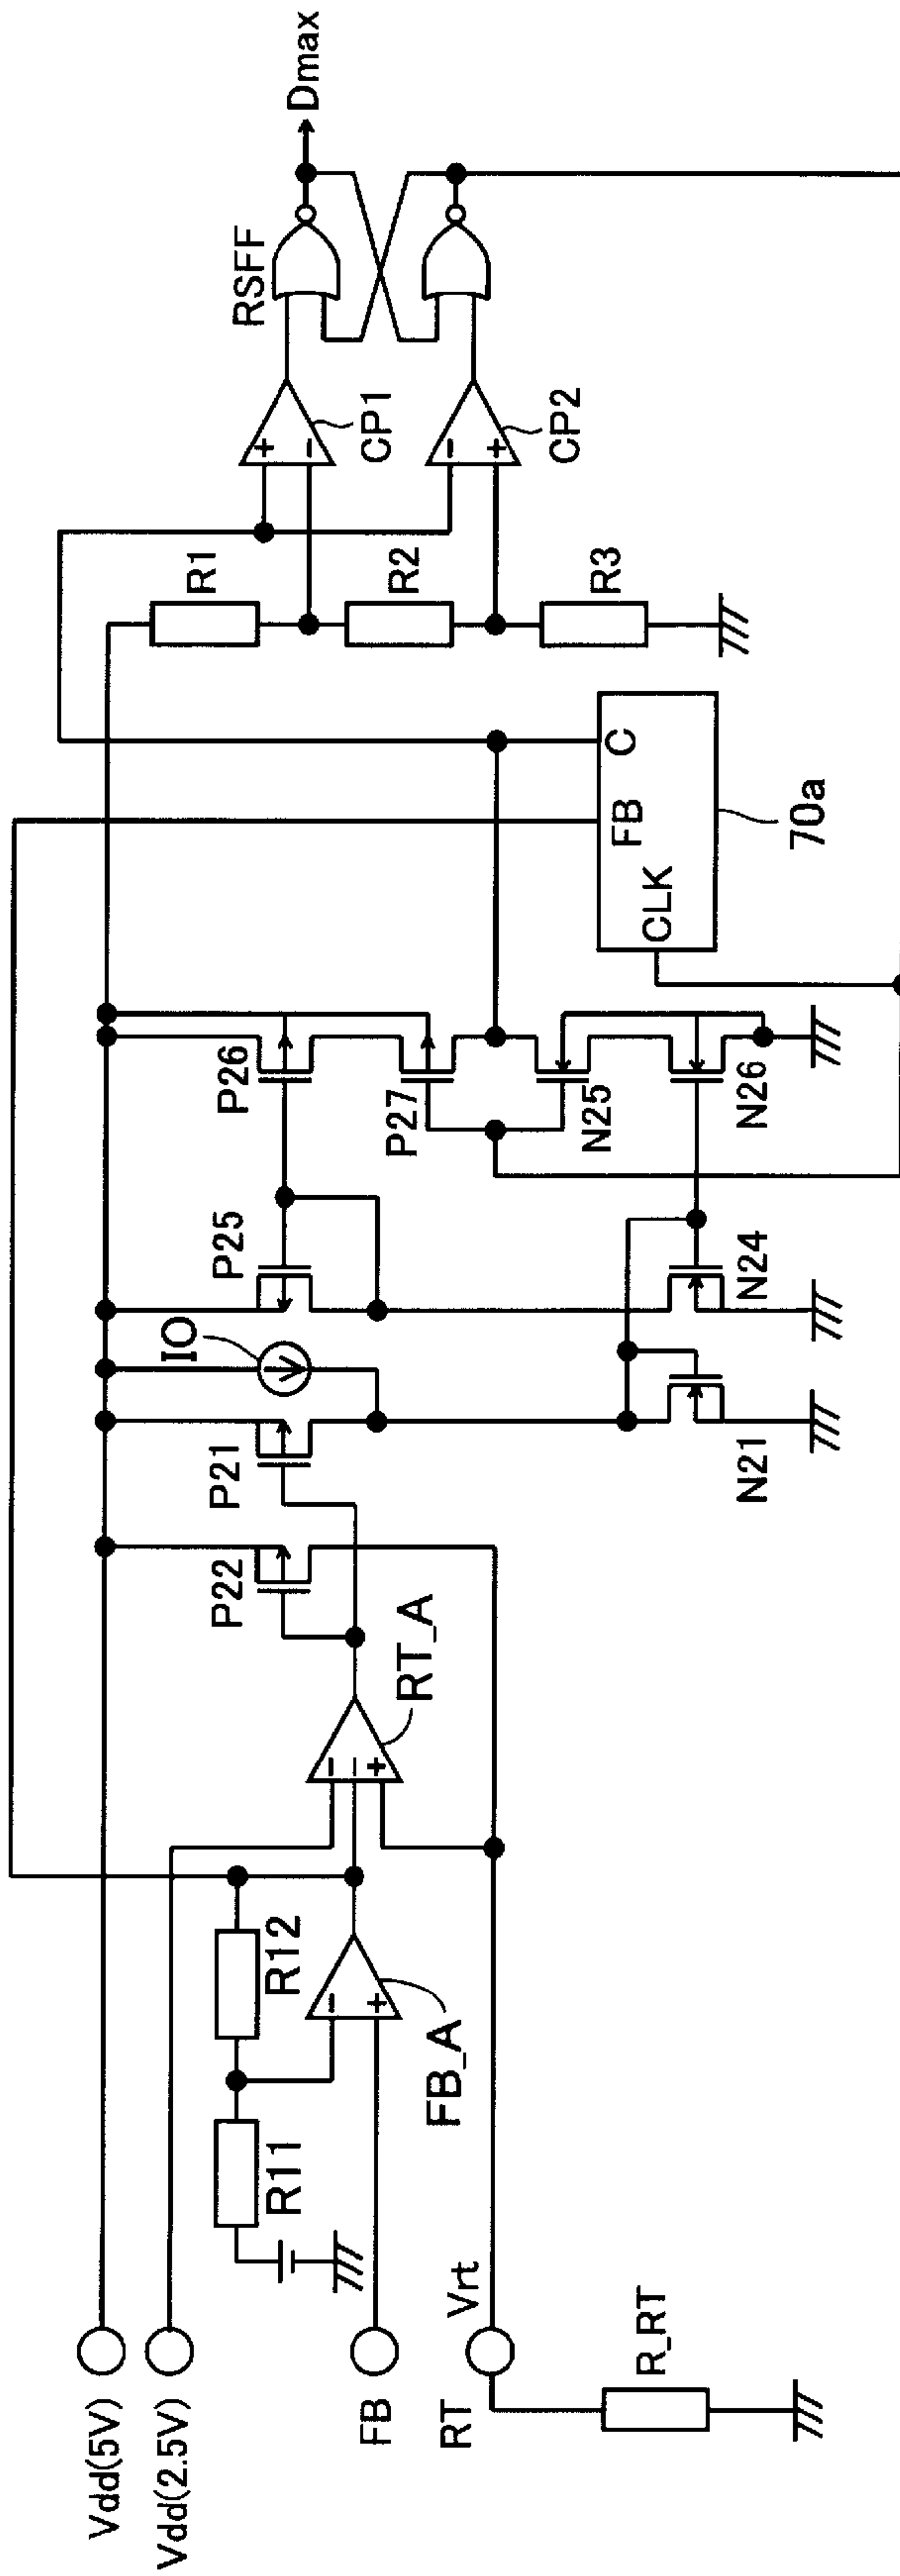 Vdd(5V)
Vdd(2.5V)
FB
RT
Vrt
R_RT
R11
R12
FB_A
RT_A
P22
P21
IO
P25
P26
P27
N21
N24
N25
N26
CLK
FB
C
70a
R1
R2
R3
+
−
CP1
−
+
CP2
RSFF
Dmax
−
+
−
−
+